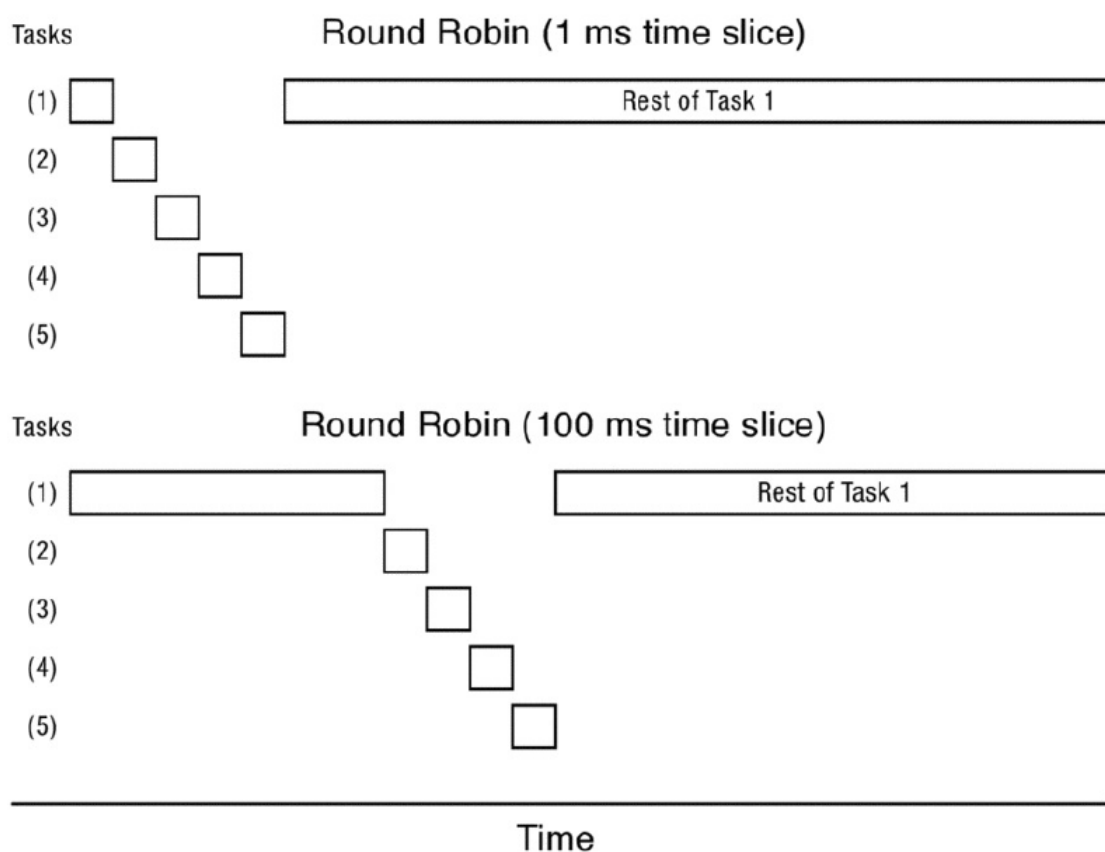 Tasks Round Robin (1 ms time slice)
(1) Rest of Task 1
(2)
(3)
(4)
(5)
Tasks Round Robin (100 ms time slice)
(1) Rest of Task 1
(2)
(3)
(4)
(5)
Time